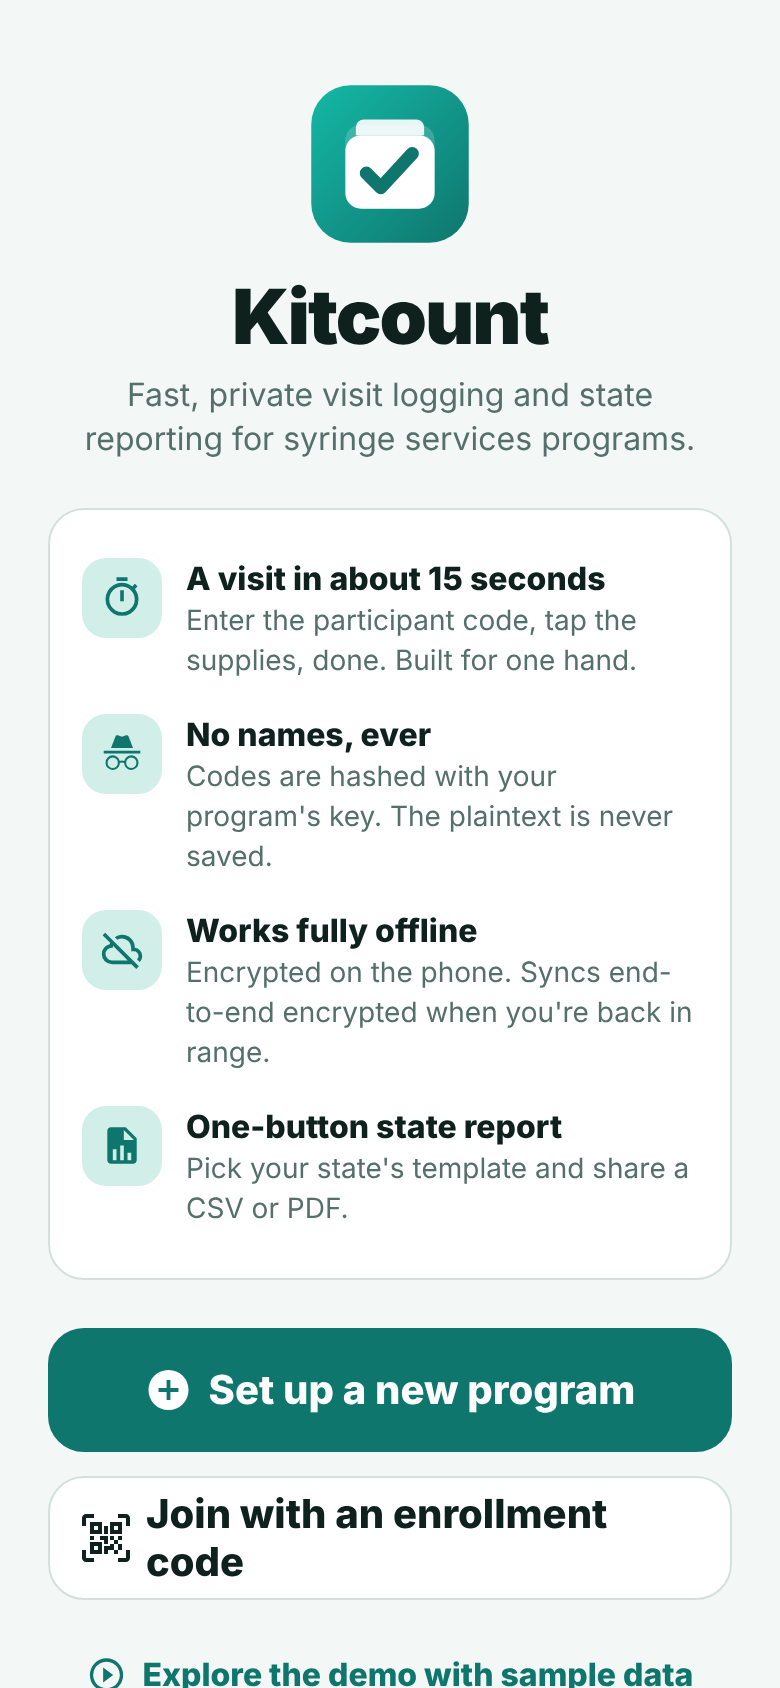 Kitcount
Fast, private visit logging and state
reporting for syringe services programs.
A visit in about 15 seconds
Enter the participant code, tap the
supplies, done. Built for one hand.
No names, ever
Codes are hashed with your
program's key. The plaintext is never
saved.
Works fully offline
Encrypted on the phone. Syncs end-
to-end encrypted when you're back in
range.
One-button state report
Pick your state's template and share a
CSV or PDF.
Set up a new program
Join with an enrollment
code
Explore the demo with sample data